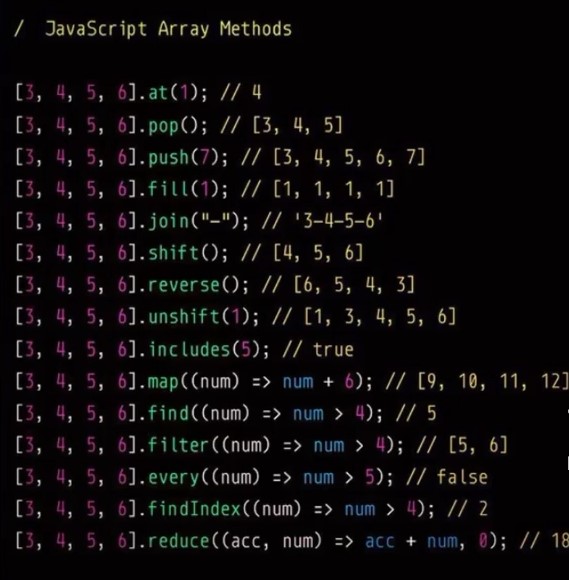 / JavaScript Array Methods
[3, 4, 5, 6].at(1); // 4
[3, 4, 5, 6].pop(); // [3, 4, 5]
[3, 4, 5, 6].push(7); // [3, 4, 5, 6, 7]
[3, 4, 5, 6].fill(1); // [1, 1, 1, 1]
[3, 4, 5, 6].join("-"); // '3-4-5-6'
[3, 4, 5, 6].shift(); // [4, 5, 6]
[3, 4, 5, 6].reverse(); // [6, 5, 4, 3]
[3, 4, 5, 6].unshift(1); // [1, 3, 4, 5, 6]
[3, 4, 5, 6].includes(5); // true
[3, 4, 5, 6].map((num) => num + 6); // [9, 10, 11, 12]
[3, 4, 5, 6].find((num) => num > 4); // 5
[3, 4, 5, 6].filter((num) => num > 4); // [5, 6]
[3, 4, 5, 6].every((num) => num > 5); // false
[3, 4, 5, 6].findIndex((num) => num > 4); // 2
[3, 4, 5, 6].reduce((acc, num) => acc + num, 0); // 18